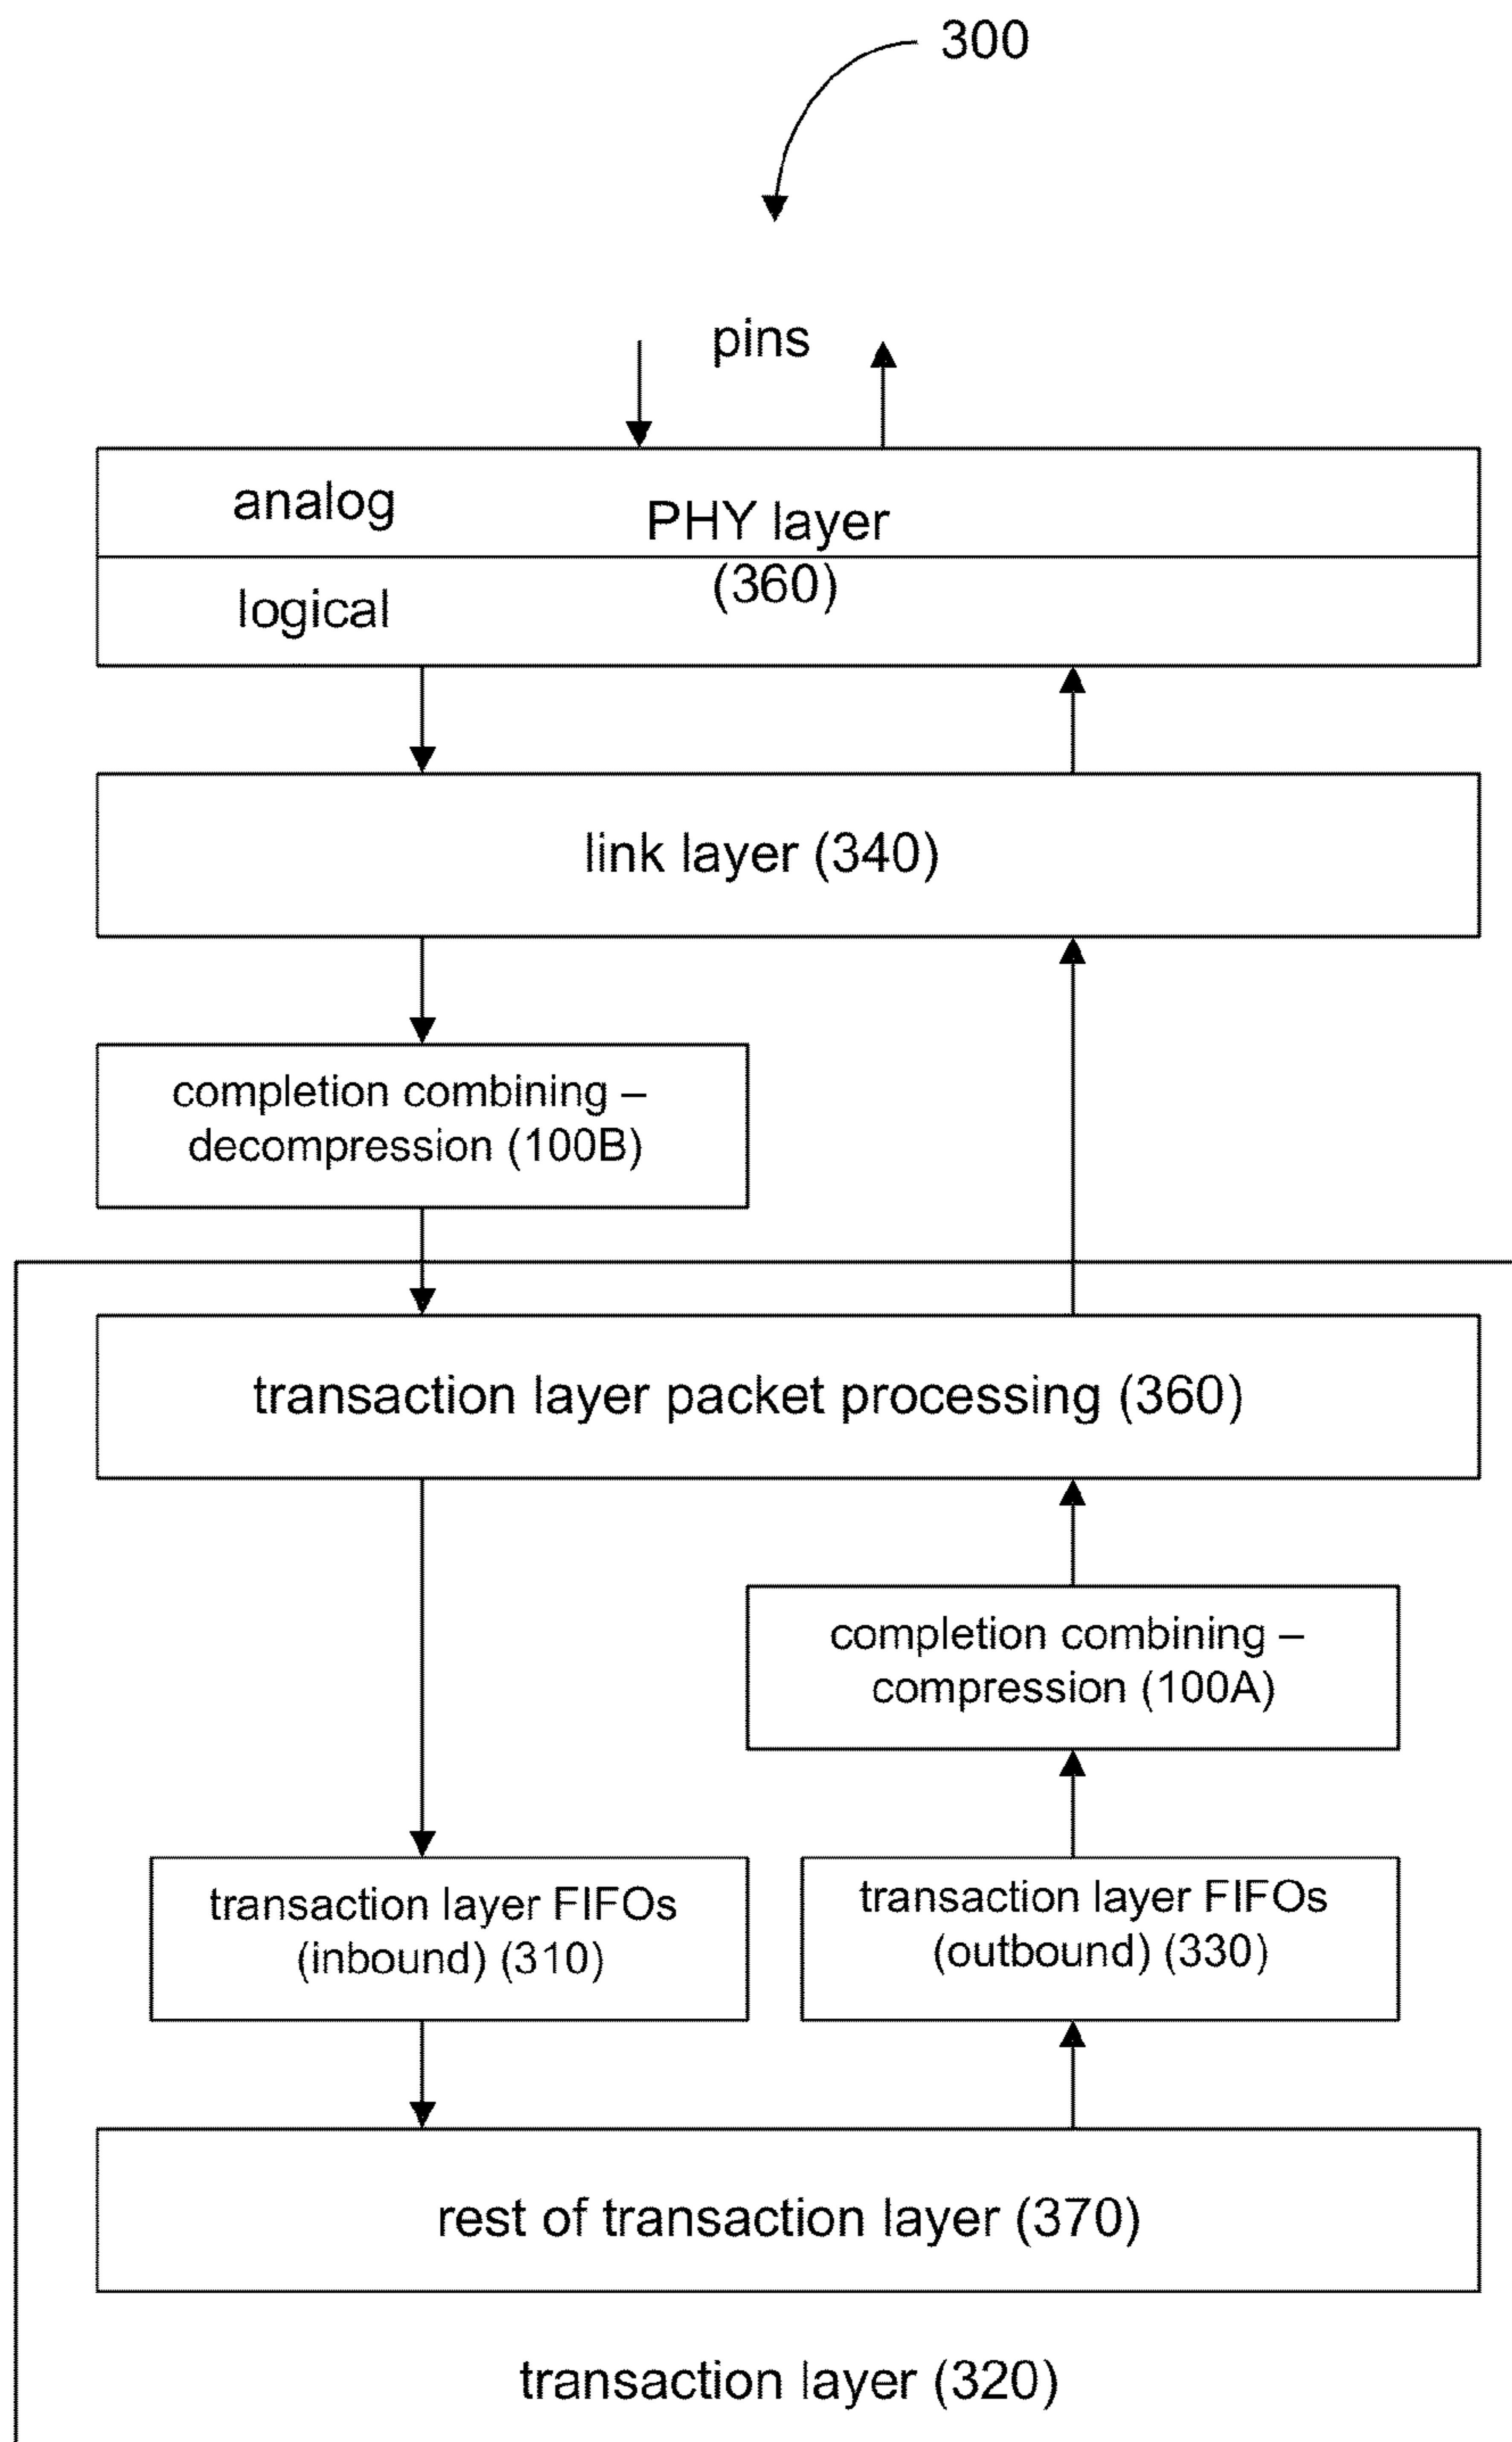 300
pins
analog
PHY layer
(360)
logical
link layer (340)
completion combining –
decompression (100B)
transaction layer packet processing (360)
completion combining –
compression (100A)
transaction layer FIFOs
(inbound) (310)
transaction layer FIFOs
(outbound) (330)
rest of transaction layer (370)
transaction layer (320)